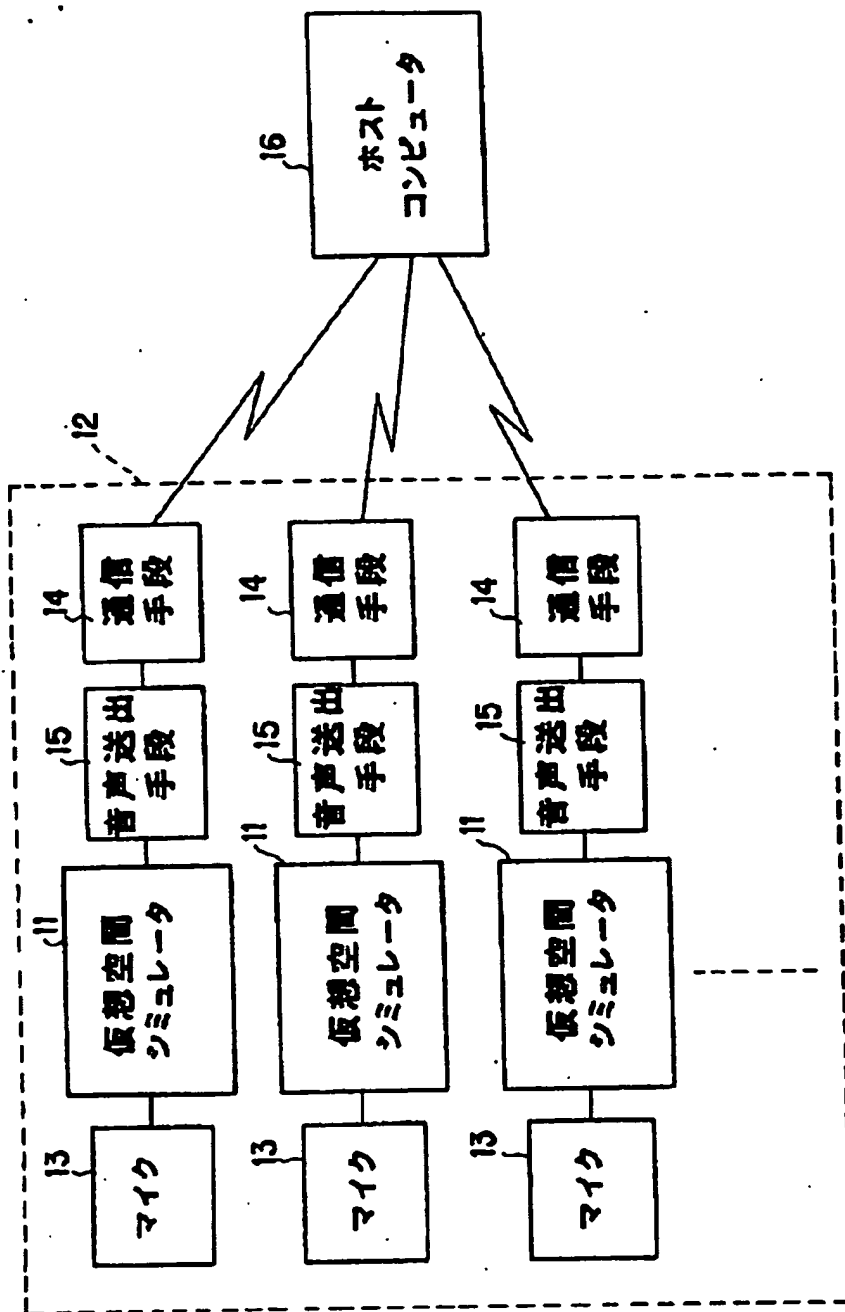 12
13
マイク
11
仮想空間
シミュレータ
15
音声送出
手段
14
通信
手段
13
マイク
11
仮想空間
シミュレータ
15
音声送出
手段
14
通信
手段
13
マイク
11
仮想空間
シミュレータ
15
音声送出
手段
14
通信
手段
16
ホスト
コンピュータ